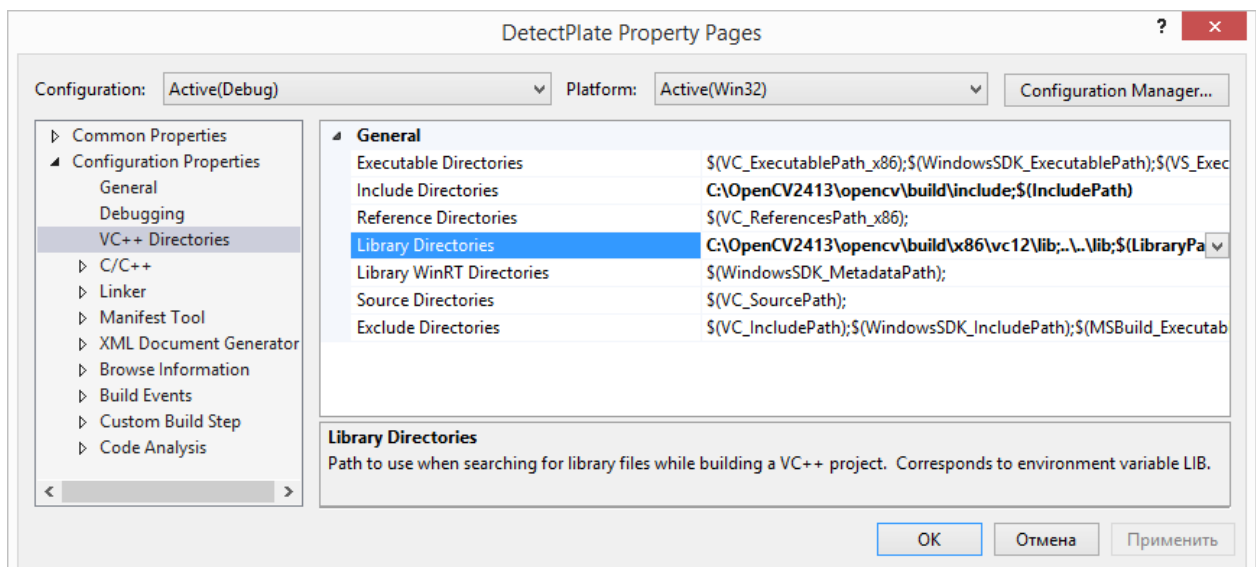 DetectPlate Property Pages
?
Configuration: Active(Debug) Platform: Active(Win32) Configuration Manager...
Common Properties
Configuration Properties
General
Debugging
VC++ Directories
C/C++
Linker
Manifest Tool
XML Document Generator
Browse Information
Build Events
Custom Build Step
Code Analysis
General
Executable Directories $(VC_ExecutablePath_x86);$(WindowsSDK_ExecutablePath);$(VS_Exec
Include Directories C:\OpenCV2413\opencv\build\include;$(IncludePath)
Reference Directories $(VC_ReferencesPath_x86);
Library Directories C:\OpenCV2413\opencv\build\x86\vc12\lib;..\..\lib;$(LibraryPa
Library WinRT Directories $(WindowsSDK_MetadataPath);
Source Directories $(VC_SourcePath);
Exclude Directories $(VC_IncludePath);$(WindowsSDK_IncludePath);$(MSBuild_Executab
Library Directories
Path to use when searching for library files while building a VC++ project. Corresponds to environment variable LIB.
OK Отмена Применить